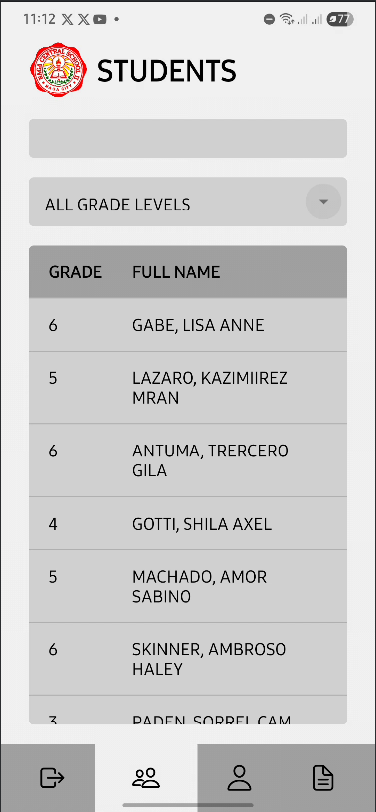 11:12
77
STUDENTS
ALL GRADE LEVELS
GRADE FULL NAME
6 GABE, LISA ANNE
5 LAZARO, KAZIMIIREZ
MRAN
6 ANTUMA, TRERCERO
GILA
4 GOTTI, SHILA AXEL
5 MACHADO, AMOR
SABINO
6 SKINNER, AMBROSO
HALEY
3 PADEN, SORREL CAM